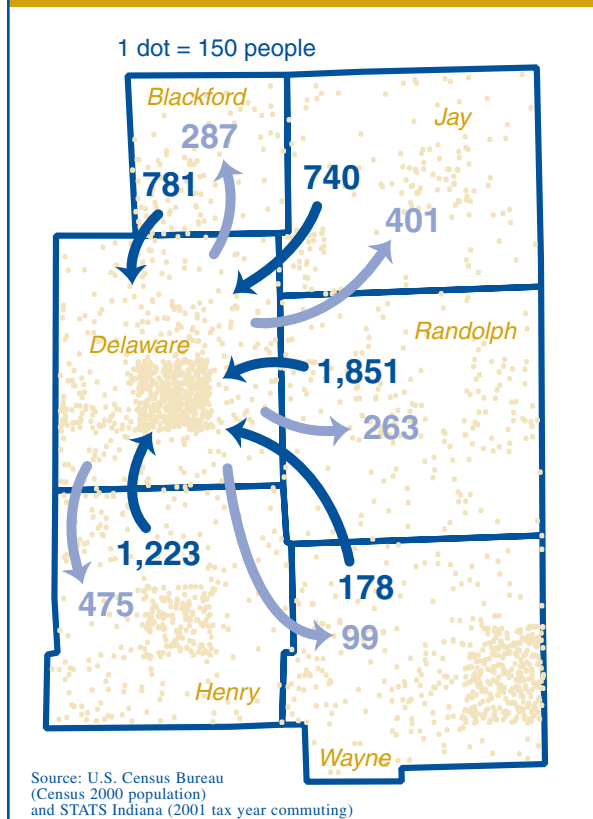 1 dot = 150 people
Blackford
287
Jay
781
740
401
Delaware
Randolph
1,851
263
1,223
178
475
99
Henry
Wayne
Source: U.S. Census Bureau
(Census 2000 population)
and STATS Indiana (2001 tax year commuting)